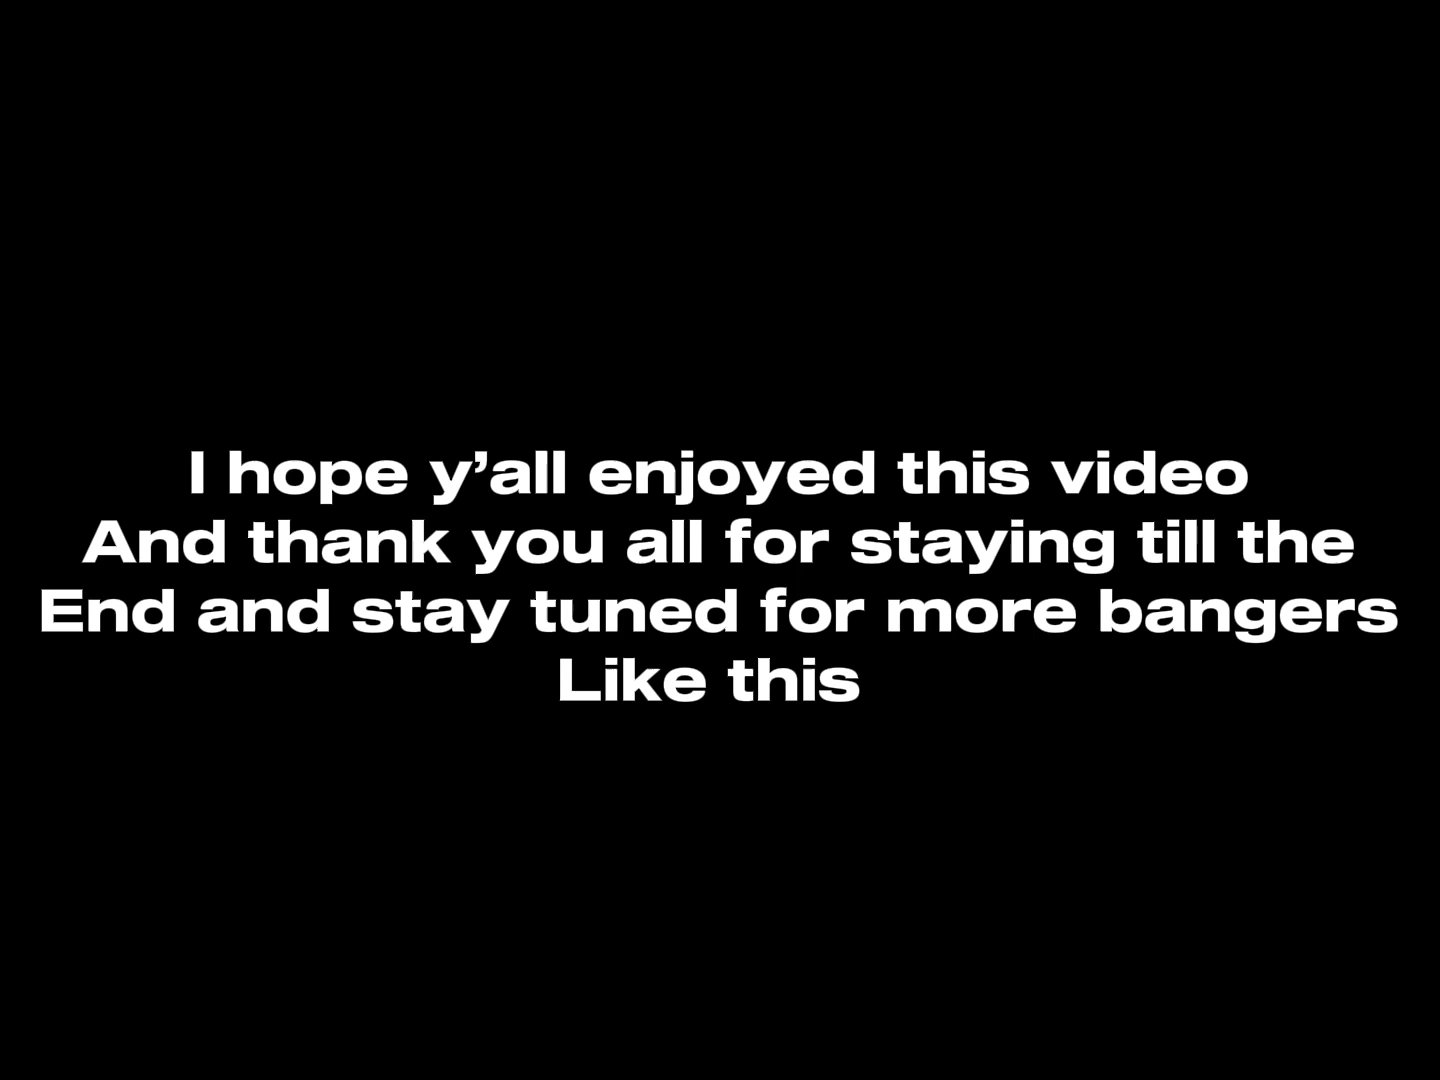 I hope y’all enjoyed this video
And thank you all for staying till the
End and stay tuned for more bangers
Like this